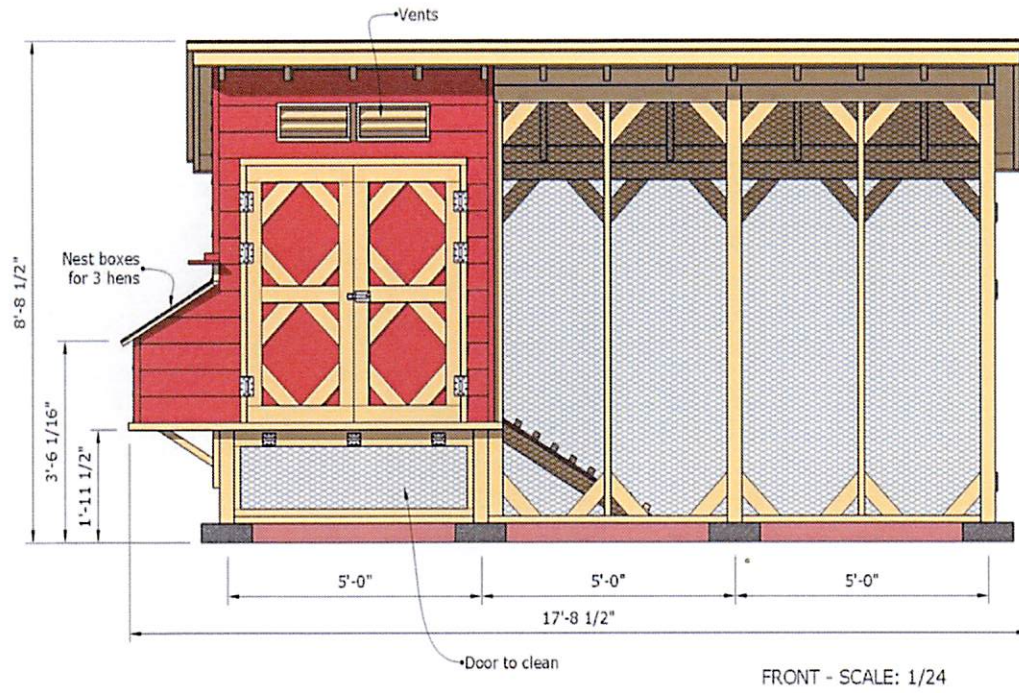 Vents
Nest boxes
for 3 hens
8'-8 1/2"
3'-6 1/16"
1'-11 1/2"
5'-0"
5'-0"
5'-0"
17'-8 1/2"
Door to clean
FRONT - SCALE: 1/24